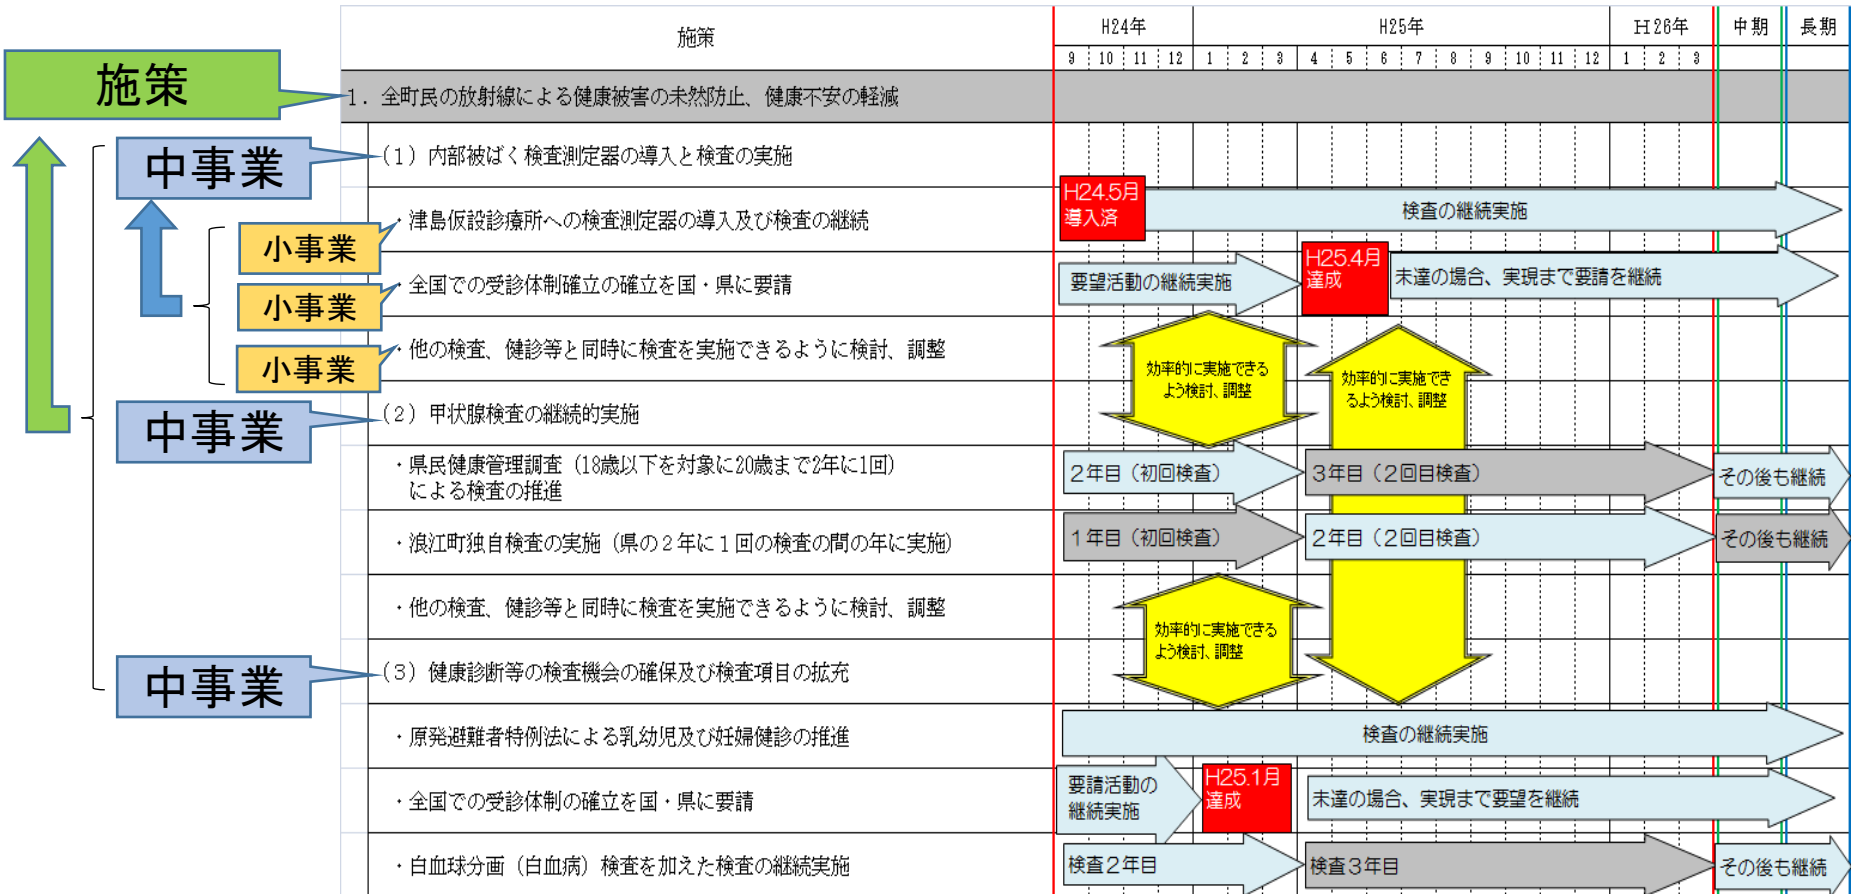 施策
H24年
H25年
H26年
中期
長期
9 10 11 12 1 2 3 4 5 6 7 8 9 10 11 12 1 2 3
施策
1. 全町民の放射線による健康被害の未然防止、健康不安の軽減
中事業
(1) 内部被ばく検査測定器の導入と検査の実施
小事業
・津島仮設診療所への検査測定器の導入及び検査の継続
H24.5月
導入済
検査の継続実施
小事業
・全国での受診体制確立の確立を国・県に要請
要望活動の継続実施
H25.4月
達成
未達の場合、実現まで要請を継続
小事業
・他の検査、健診等と同時に検査を実施できるように検討、調整
効率的に実施できる
よう検討、調整
効率的に実施でき
るよう検討、調整
中事業
(2) 甲状腺検査の継続的実施
・県民健康管理調査 (18歳以下を対象に20歳まで2年に1回)
による検査の推進
2年目（初回検査）
3年目（2回目検査）
その後も継続
・浪江町独自検査の実施 (県の2年に1回の検査の間の年に実施)
1年目（初回検査）
2年目（2回目検査）
その後も継続
・他の検査、健診等と同時に検査を実施できるように検討、調整
効率的に実施できる
よう検討、調整
中事業
(3) 健康診断等の検査機会の確保及び検査項目の拡充
・原発避難者特例法による乳幼児及び妊婦健診の推進
検査の継続実施
・全国での受診体制の確立を国・県に要請
要請活動の
継続実施
H25.1月
達成
未達の場合、実現まで要望を継続
・白血球分画 (白血病) 検査を加えた検査の継続実施
検査2年目
検査3年目
その後も継続